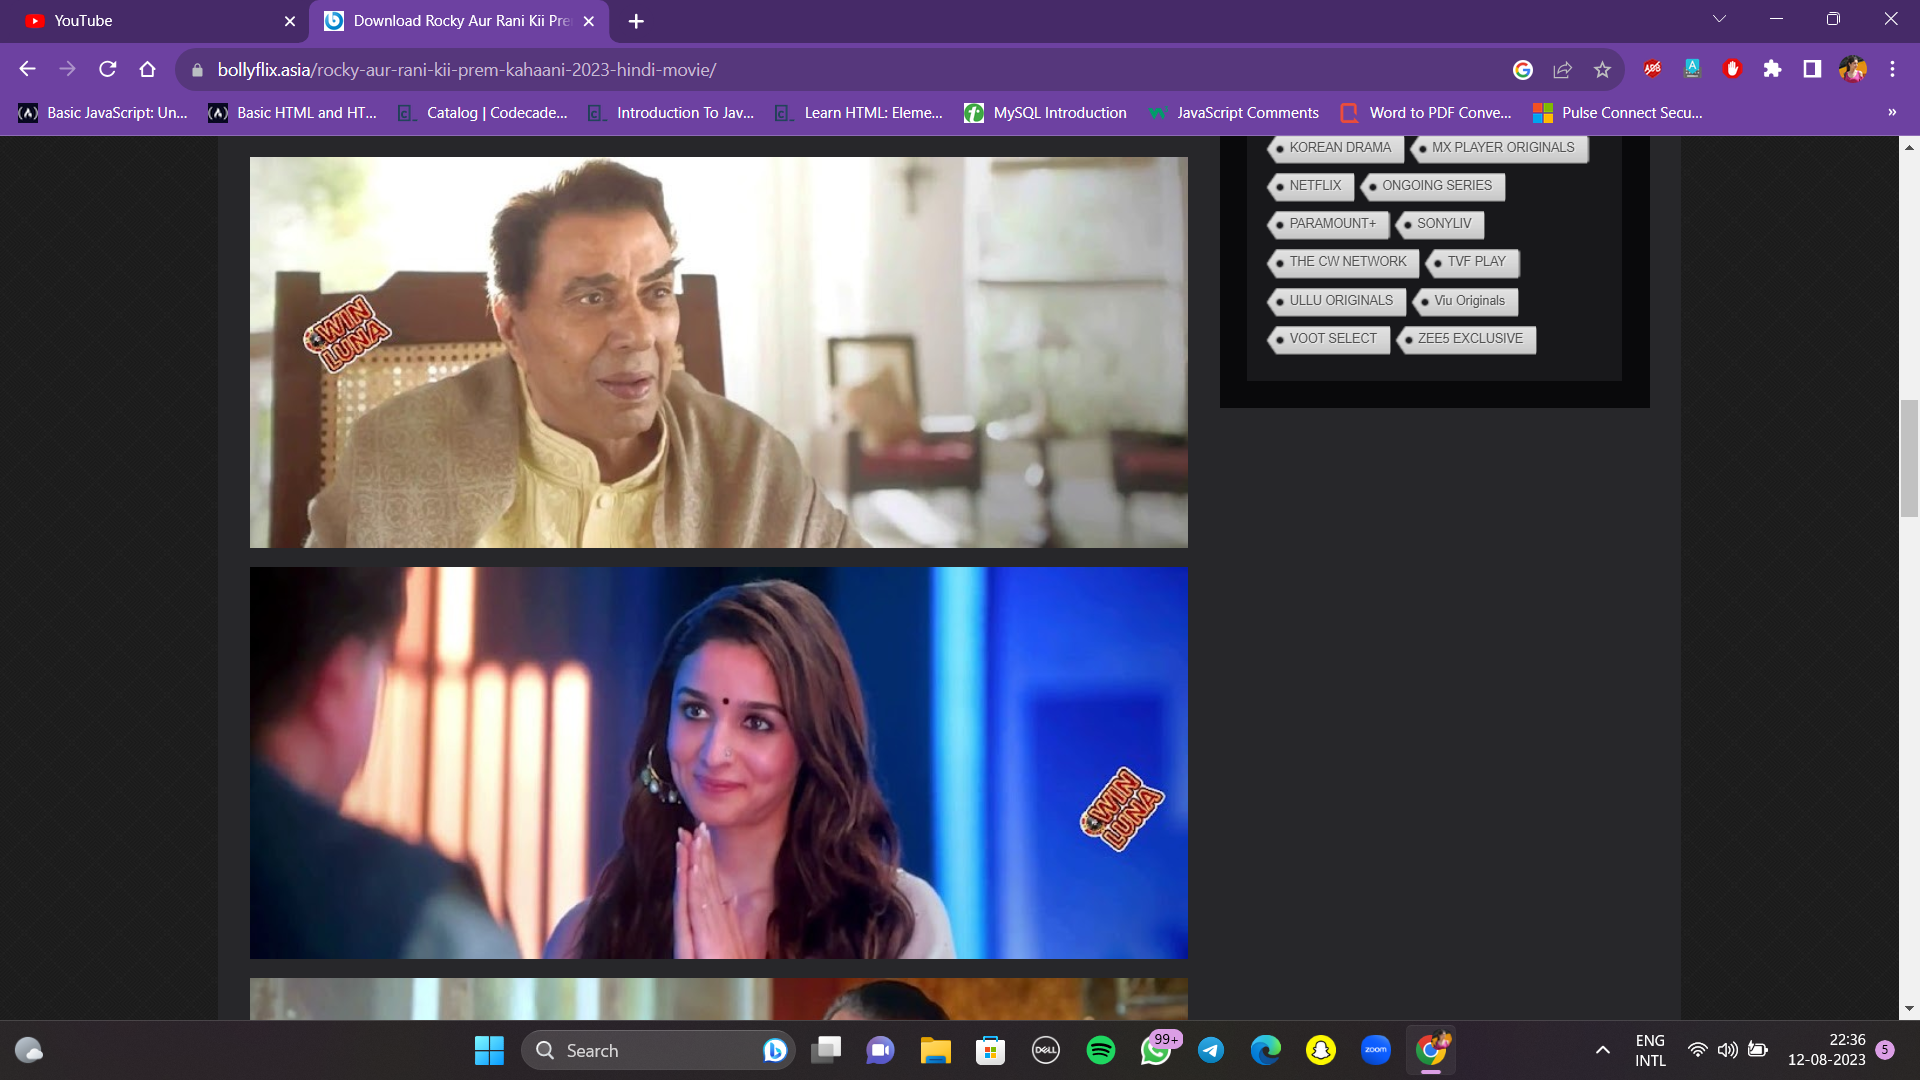 YouTube
Download Rocky Aur Rani Kii Pre
bollyflix.asia/rocky-aur-rani-kii-prem-kahaani-2023-hindi-movie/
Basic JavaScript: Un... Basic HTML and HT... Catalog | Codecade... Introduction To Jav... Learn HTML: Eleme... MySQL Introduction JavaScript Comments Word to PDF Conve... Pulse Connect Secu... »
KOREAN DRAMA MX PLAYER ORIGINALS
NETFLIX ONGOING SERIES
PARAMOUNT+ SONYLIV
THE CW NETWORK TVF PLAY
ULLU ORIGINALS Viu Originals
VOOT SELECT ZEE5 EXCLUSIVE
WIN
LUNA
WIN
LUNA
Search
DELL
99+
zoom
ENG
INTL
22:36
12-08-2023
5